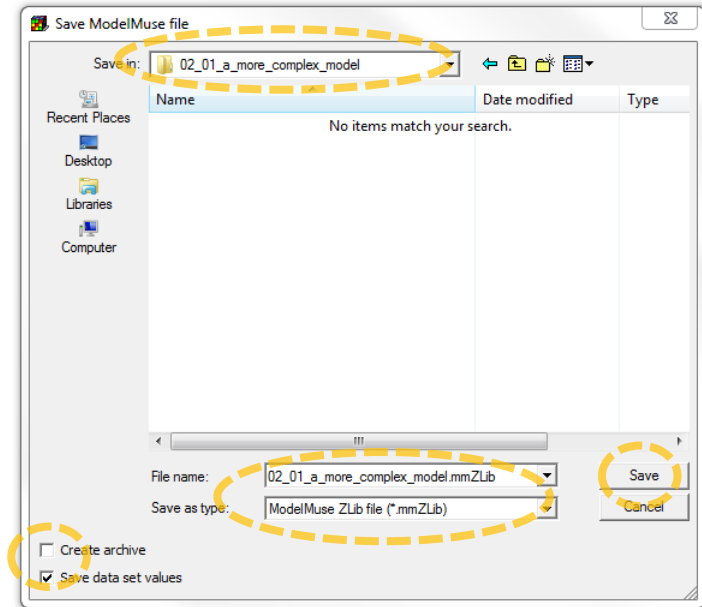 Save ModelMuse file
Save in: 02_01_a_more_complex_model
Recent Places
Desktop
Libraries
Computer
Name Date modified Type
No items match your search.
File name: 02_01_a_more_complex_model.mmZLib Save
Save as type: ModelMuse ZLib file (*.mmZLib) Cancel
Create archive
Save data set values